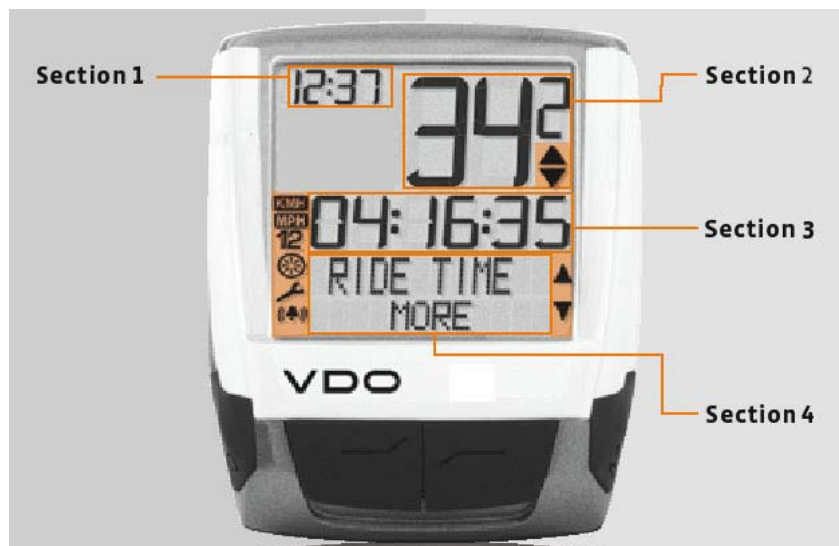 Section 1
12:37
34 2
Section 2
KMH
MPH
12
04:16:35
Section 3
RIDE TIME
MORE
VDO
Section 4